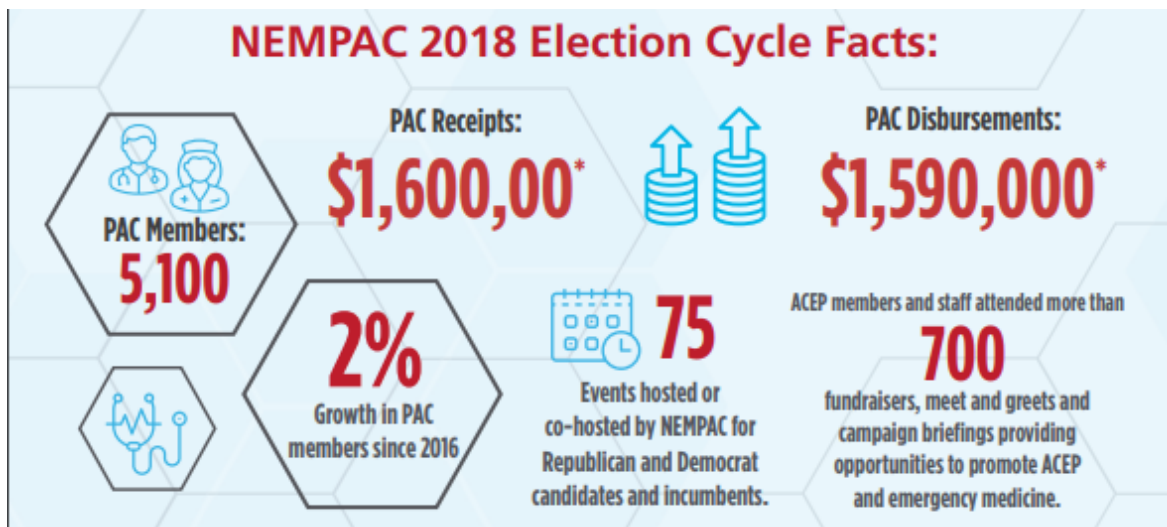 NEMPAC 2018 Election Cycle Facts:
PAC Members:
5,100
PAC Receipts:
$1,600,00*
PAC Disbursements:
$1,590,000*
2%
Growth in PAC
members since 2016
75
Events hosted or
co-hosted by NEMPAC for
Republican and Democrat
candidates and incumbents.
ACEP members and staff attended more than
700
fundraisers, meet and greets and
campaign briefings providing
opportunities to promote ACEP
and emergency medicine.